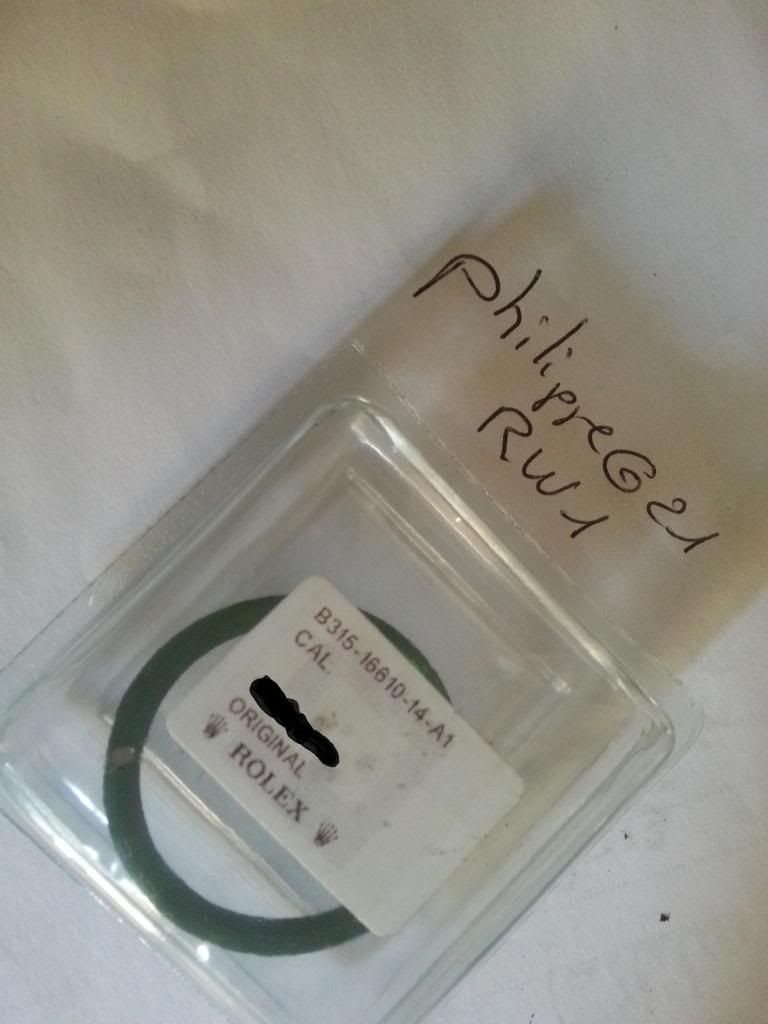 PhilippeG21
RW1
B315-16610-14-A1
CAL.
ORIGINAL
ROLEX